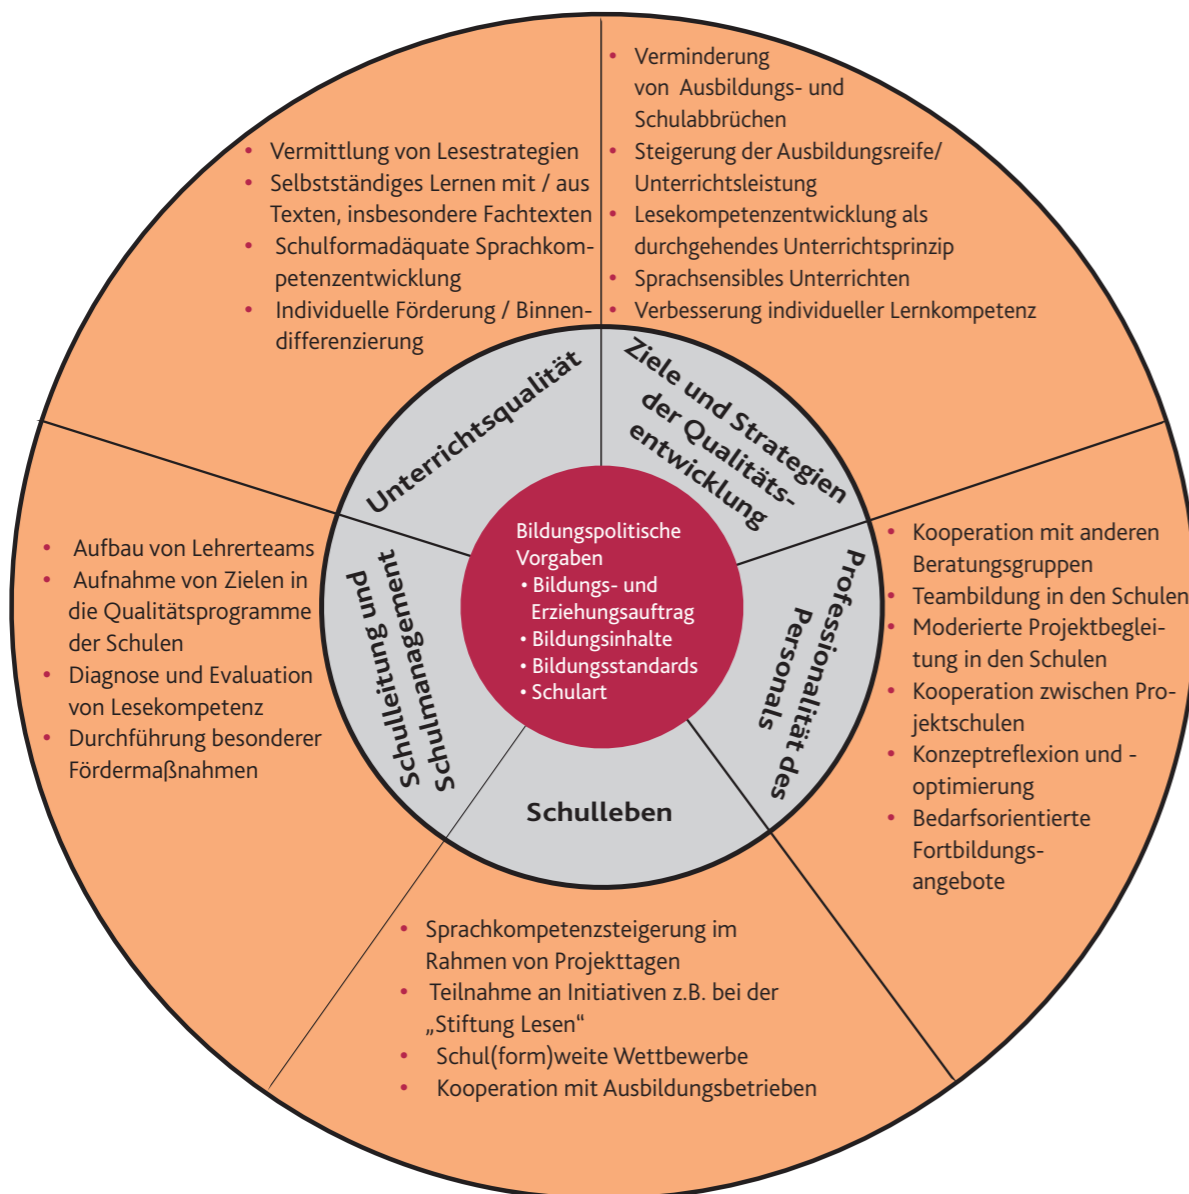 • Verminderung
von Ausbildungs- und
Schulabbrüchen
• Steigerung der Ausbildungsreife/
Unterrichtsleistung
• Lesekompetenzentwicklung als
durchgehendes Unterrichtsprinzip
• Sprachsensibles Unterrichten
• Verbesserung individueller Lernkompetenz
• Vermittlung von Lesestrategien
• Selbstständiges Lernen mit / aus
Texten, insbesondere Fachtexten
• Schulformadäquate Sprachkom-
petenzentwicklung
• Individuelle Förderung / Binnen-
differenzierung
Unterrichtsqualität
Ziele und Strategien
der Qualitäts-
entwicklung
Bildungspolitische
Vorgaben
• Bildungs- und
Erziehungsauftrag
• Bildungsinhalte
• Bildungsstandards
• Schulart
• Aufbau von Lehrerteams
• Aufnahme von Zielen in
die Qualitätsprogramme
der Schulen
• Diagnose und Evaluation
von Lesekompetenz
• Durchführung besonderer
Fördermaßnahmen
Schulleitung und
Schulmanagement
Professionalität des
Personals
• Kooperation mit anderen
Beratungsgruppen
• Teambildung in den Schulen
• Moderierte Projektbeglei-
tung in den Schulen
• Kooperation zwischen Pro-
jektschulen
• Konzeptreflexion und -
optimierung
• Bedarfsorientierte
Fortbildungs-
angebote
Schulleben
• Sprachkompetenzsteigerung im
Rahmen von Projekttagen
• Teilnahme an Initiativen z.B. bei der
„Stiftung Lesen“
• Schul(form)weite Wettbewerbe
• Kooperation mit Ausbildungsbetrieben